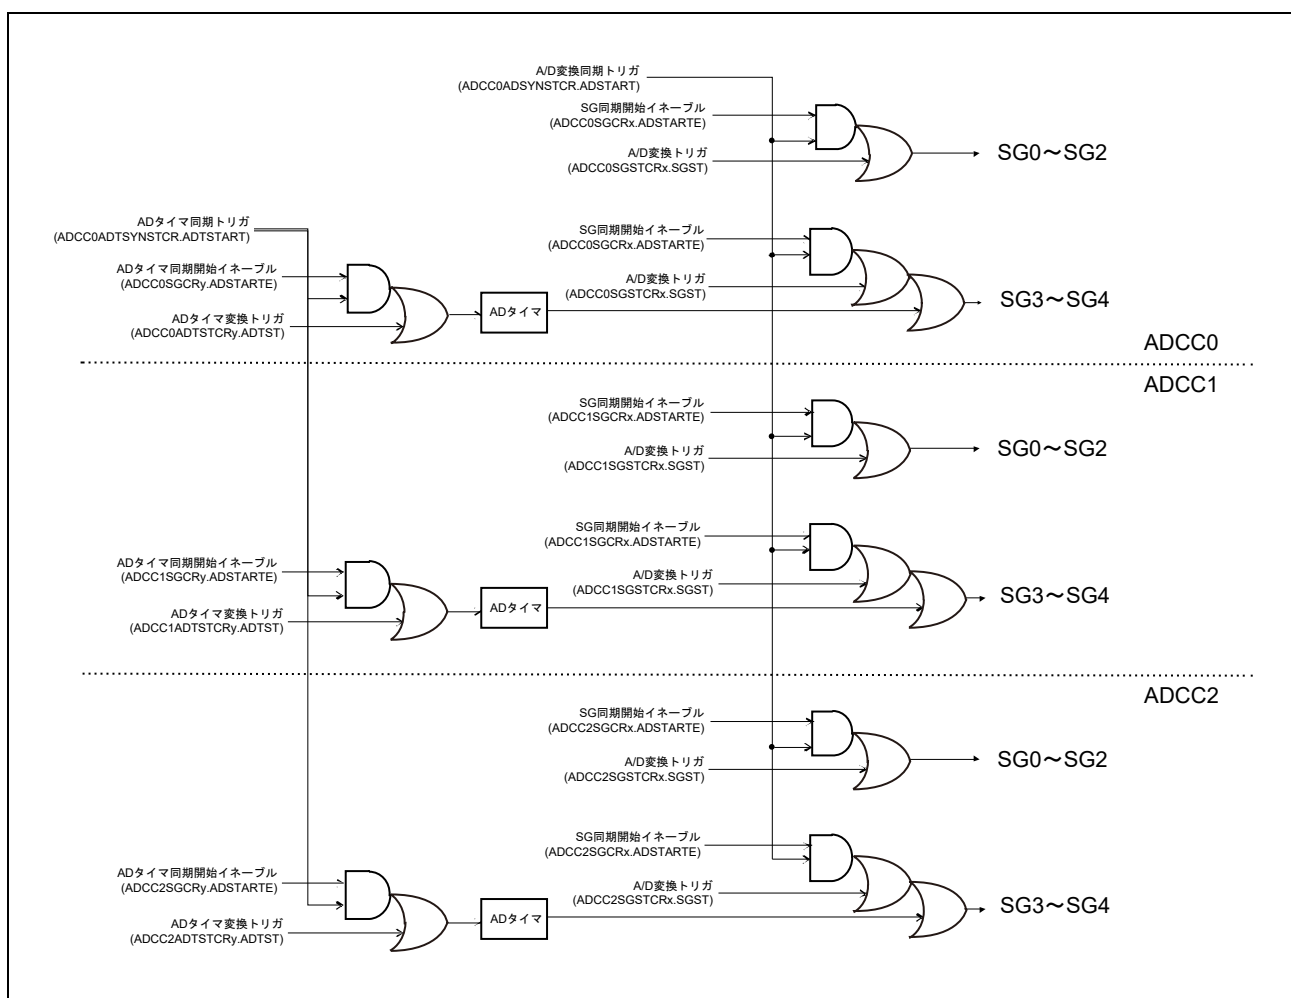 A/D変換同期トリガ
(ADCC0ADSYNSTCR.ADSTART)
SG同期開始イネーブル
(ADCC0SGCRx.ADSTARTE)
A/D変換トリガ
(ADCC0SGSTCRx.SGST)
SG0～SG2
ADタイマ同期トリガ
(ADCC0ADTSYNSTCR.ADTSTART)
SG同期開始イネーブル
(ADCC0SGCRx.ADSTARTE)
ADタイマ同期開始イネーブル
(ADCC0SGCRy.ADSTARTE)
A/D変換トリガ
(ADCC0SGSTCRx.SGST)
ADタイマ変換トリガ
(ADCC0ADTSTCRy.ADTST)
ADタイマ
SG3～SG4
ADCC0
ADCC1
SG同期開始イネーブル
(ADCC1SGCRx.ADSTARTE)
A/D変換トリガ
(ADCC1SGSTCRx.SGST)
SG0～SG2
SG同期開始イネーブル
(ADCC1SGCRx.ADSTARTE)
ADタイマ同期開始イネーブル
(ADCC1SGCRy.ADSTARTE)
A/D変換トリガ
(ADCC1SGSTCRx.SGST)
ADタイマ変換トリガ
(ADCC1ADTSTCRy.ADTST)
ADタイマ
SG3～SG4
ADCC2
SG同期開始イネーブル
(ADCC2SGCRx.ADSTARTE)
A/D変換トリガ
(ADCC2SGSTCRx.SGST)
SG0～SG2
SG同期開始イネーブル
(ADCC2SGCRx.ADSTARTE)
ADタイマ同期開始イネーブル
(ADCC2SGCRy.ADSTARTE)
A/D変換トリガ
(ADCC2SGSTCRx.SGST)
ADタイマ変換トリガ
(ADCC2ADTSTCRy.ADTST)
ADタイマ
SG3～SG4